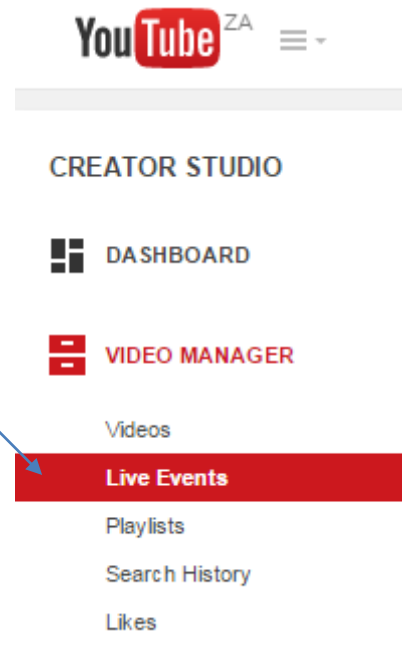 YouTube ZA
CREATOR STUDIO
DASHBOARD
VIDEO MANAGER
Videos
Live Events
Playlists
Search History
Likes